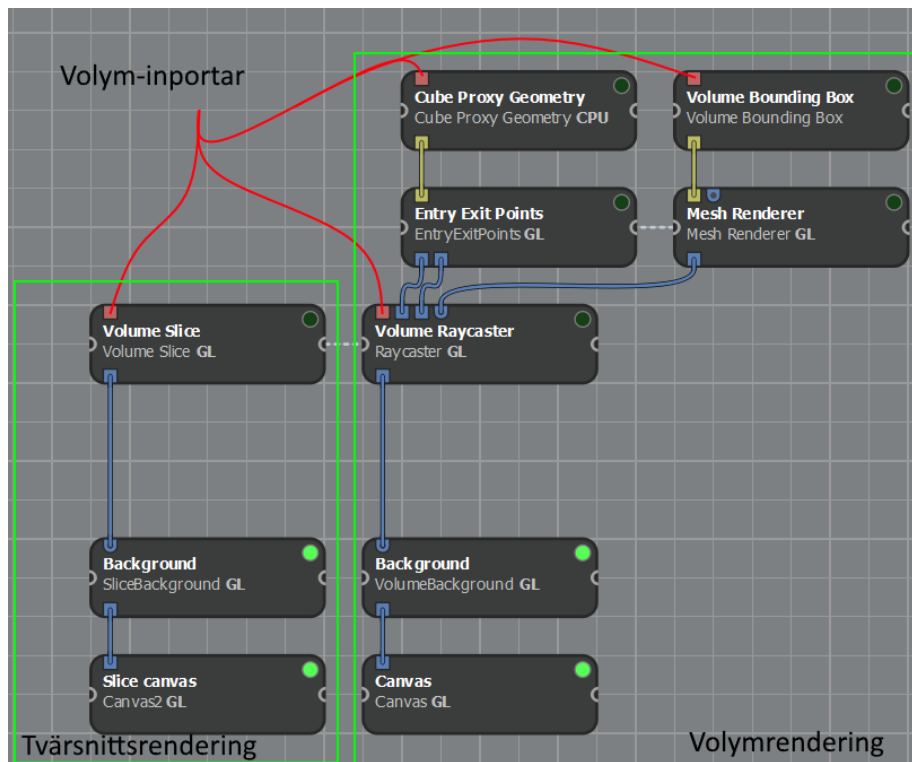 Volym-inportar
Cube Proxy Geometry
Cube Proxy Geometry CPU
Volume Bounding Box
Volume Bounding Box
Entry Exit Points
EntryExitPoints GL
Mesh Renderer
Mesh Renderer GL
Volume Slice
Volume Slice GL
Volume Raycaster
Raycaster GL
Background
SliceBackground GL
Background
VolumeBackground GL
Slice canvas
Canvas2 GL
Canvas
Canvas GL
Tvärsnittsrendering
Volymrendering